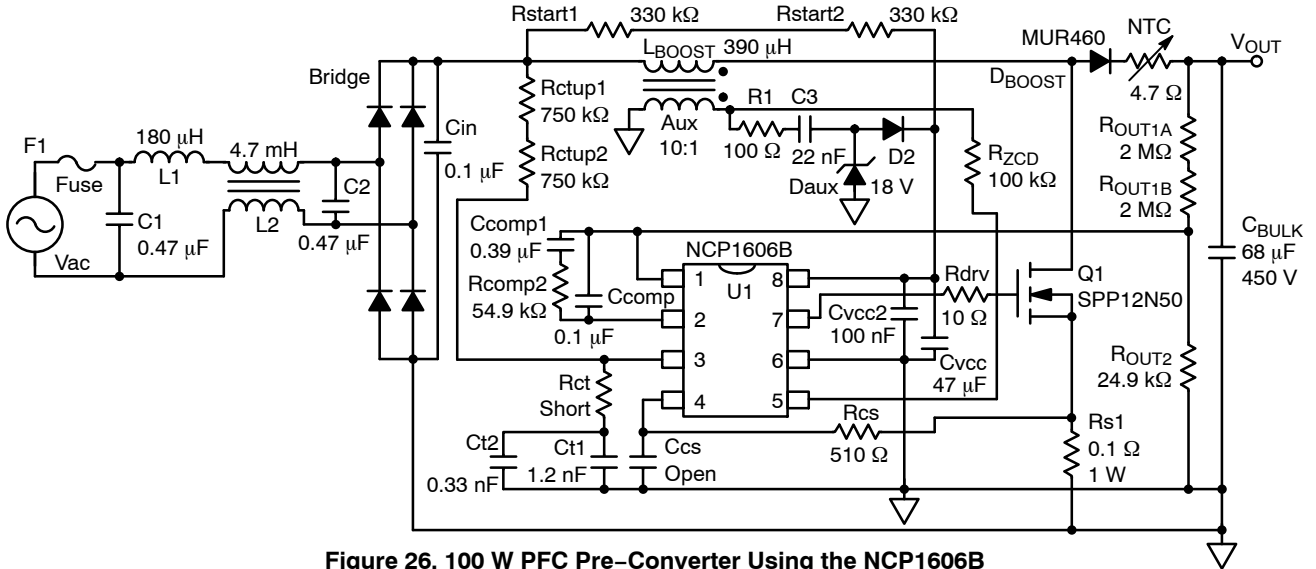 Rstart1
330 kΩ
Rstart2
330 kΩ
LBOOST 390 μH
MUR460
NTC
VOUT
DBOOST
4.7 Ω
Bridge
Rctup1
750 kΩ
Rctup2
750 kΩ
Cin
0.1 μF
Aux
10:1
R1
100 Ω
C3
22 nF
D2
Daux
18 V
RZCD
100 kΩ
ROUT1A
2 MΩ
ROUT1B
2 MΩ
F1
Fuse
180 μH
L1
4.7 mH
L2
C2
0.47 μF
C1
0.47 μF
Vac
Ccomp1
0.39 μF
Rcomp2
54.9 kΩ
Ccomp
0.1 μF
NCP1606B
U1
1
2
3
4
8
7
6
5
Cvcc2
100 nF
Rdrv
10 Ω
Cvcc
47 μF
Q1
SPP12N50
CBULK
68 μF
450 V
ROUT2
24.9 kΩ
Rct
Short
Ct2
0.33 nF
Ct1
1.2 nF
Ccs
Open
Rcs
510 Ω
Rs1
0.1 Ω
1 W
Figure 26. 100 W PFC Pre−Converter Using the NCP1606B